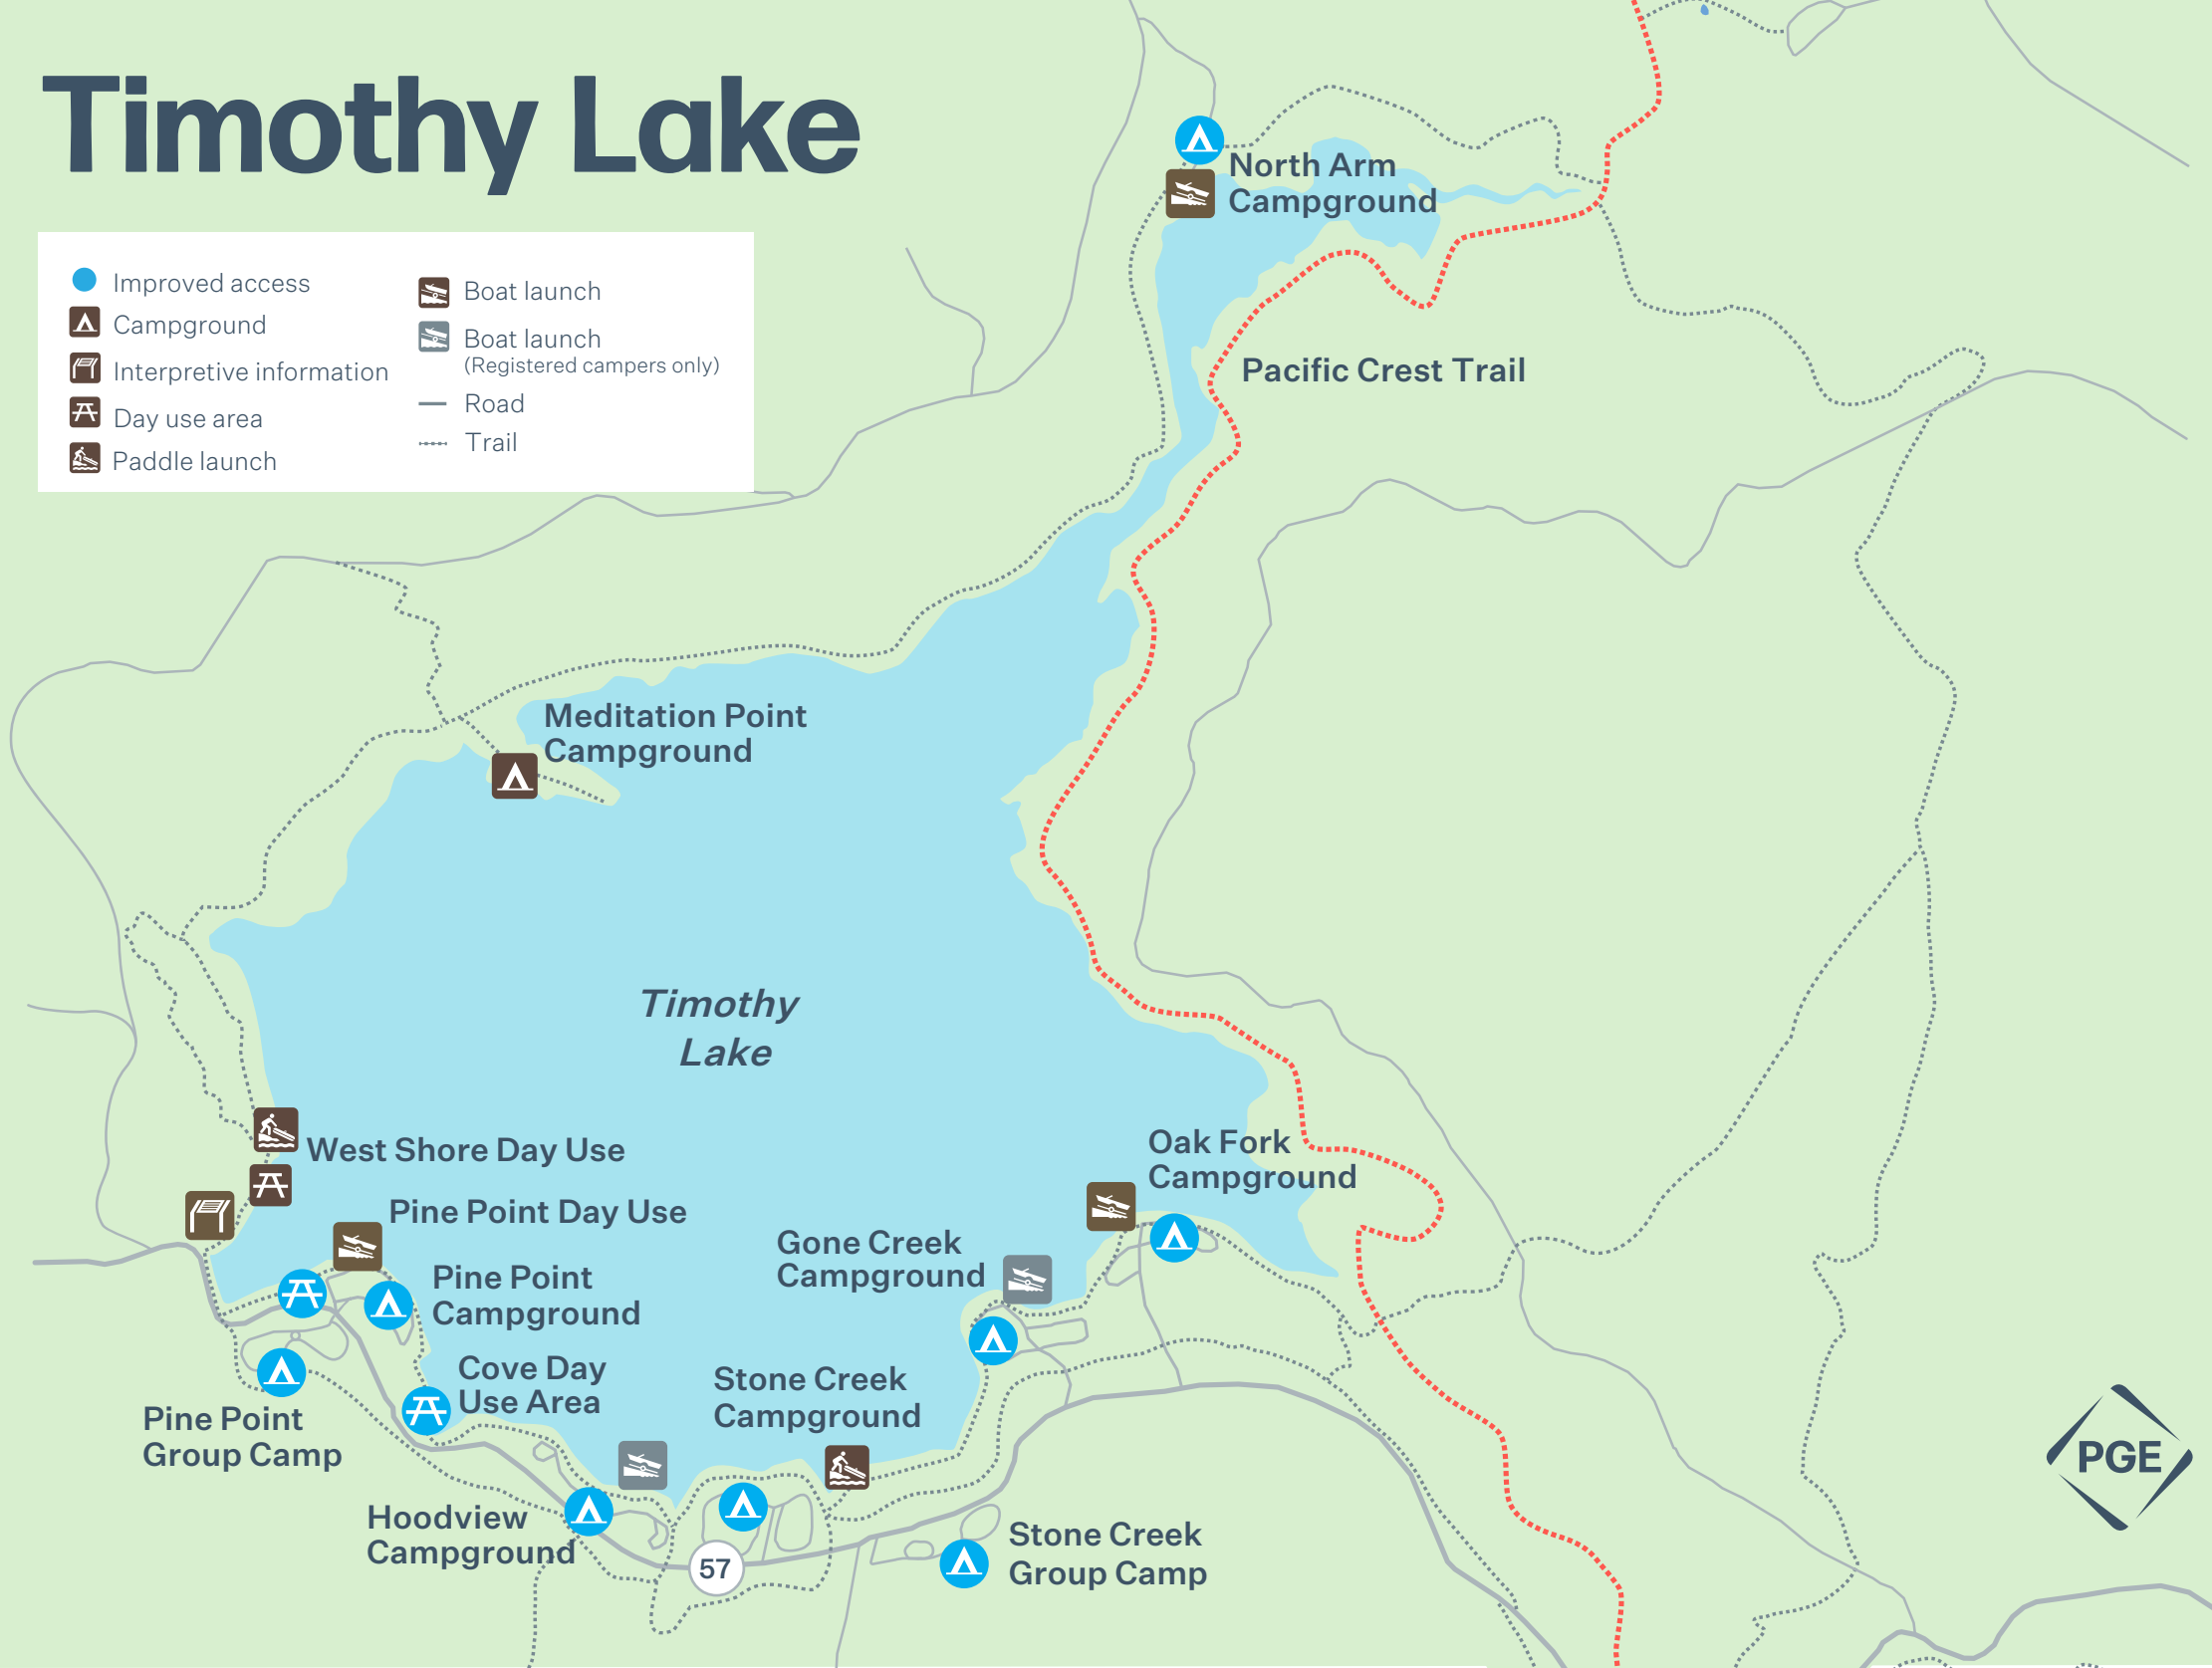 Timothy Lake
Improved access
Campground
Interpretive information
Day use area
Paddle launch
Boat launch
Boat launch
(Registered campers only)
Road
Trail
North Arm
Campground
Pacific Crest Trail
Meditation Point
Campground
Timothy
Lake
West Shore Day Use
Pine Point Day Use
Pine Point
Campground
Oak Fork
Campground
Gone Creek
Campground
Cove Day
Use Area
Stone Creek
Campground
Pine Point
Group Camp
Hoodview
Campground
57
Stone Creek
Group Camp
PGE